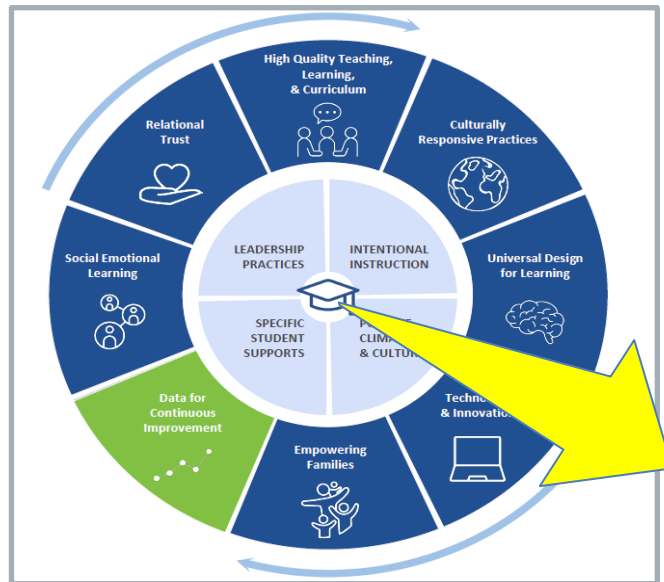 High Quality Teaching,
Learning,
& Curriculum
Culturally
Responsive Practices
Universal Design
for Learning
& Innovation
Empowering
Families
Data for
Continuous
Improvement
Social Emotional
Learning
Relational
Trust
LEADERSHIP
PRACTICES
INTENTIONAL
INSTRUCTION
SPECIFIC
STUDENT
SUPPORTS
& CULTURE